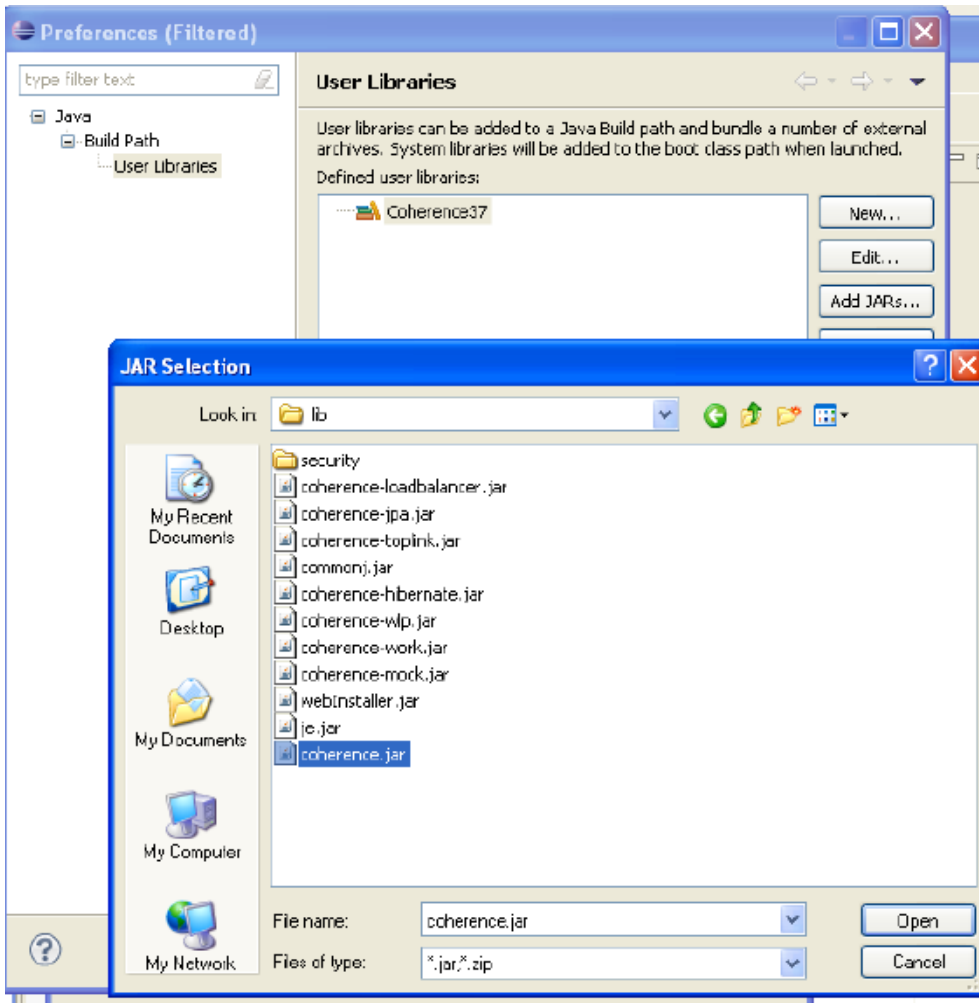 Preferences (Filtered)
type filter text
Java
Build Path
User Libraries
User Libraries
User libraries can be added to a Java Build path and bundle a number of external
archives. System libraries will be added to the boot class path when launched.
Defined user libraries:
Coherence37
New...
Edit...
Add JARs...
JAR Selection
Look in:
lib
My Recent
Documents
Desktop
My Documents
My Computer
My Network
security
coherence-loadbalancer.jar
coherence-jpa.jar
coherence-toplink.jar
commonj.jar
coherence-hibernate.jar
coherence-wlp.jar
coherence-work.jar
coherence-mock.jar
webInstaller.jar
je.jar
coherence.jar
File name:
coherence.jar
Open
Files of type:
*.jar;*.zip
Cancel